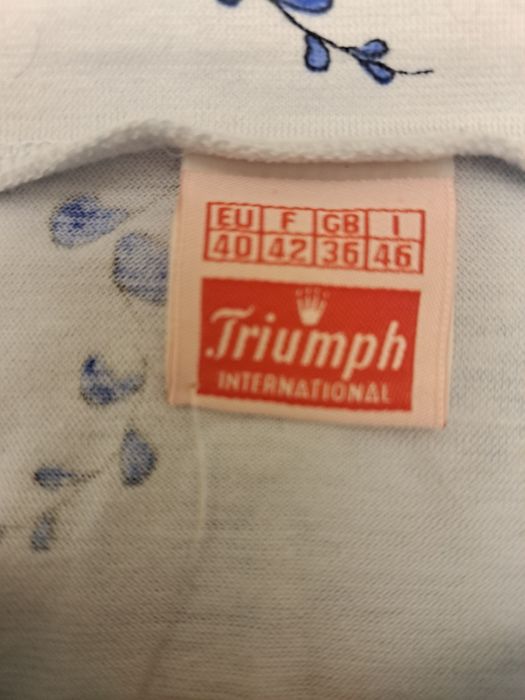 EU F GB I
40 42 36 46
Triumph
INTERNATIONAL